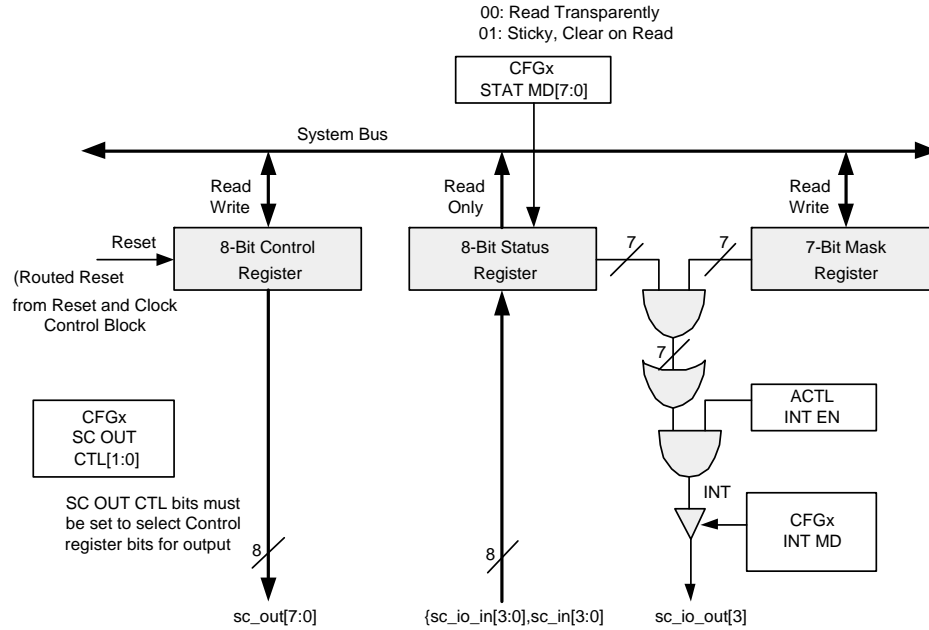 00: Read Transparently
01: Sticky, Clear on Read
CFGx
STAT MD[7:0]
System Bus
Read
Write
Read
Only
Read
Write
Reset
(Routed Reset
from Reset and Clock
Control Block
8-Bit Control
Register
8-Bit Status
Register
7
7
7-Bit Mask
Register
7
CFGx
SC OUT
CTL[1:0]
ACTL
INT EN
SC OUT CTL bits must
be set to select Control
register bits for output
INT
CFGx
INT MD
8
8
sc_out[7:0]
{sc_io_in[3:0],sc_in[3:0]
sc_io_out[3]